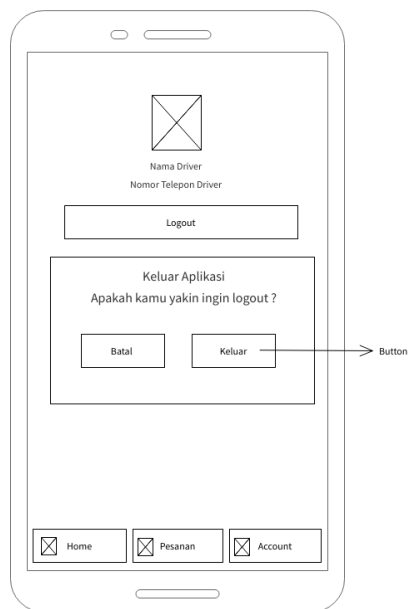 Nama Driver
Nomor Telepon Driver
Logout
Keluar Aplikasi
Apakah kamu yakin ingin logout ?
Batal
Keluar
Button
Home
Pesanan
Account